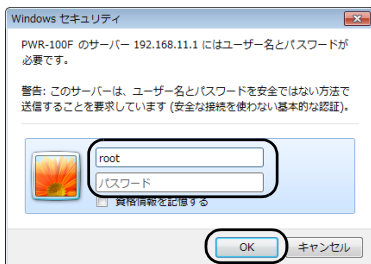 Windows セキュリティ
PWR-100F のサーバー 192.168.11.1 にはユーザー名とパスワードが
必要です。
警告: このサーバーは、ユーザー名とパスワードを安全ではない方法で
送信することを要求しています (安全な接続を使わない基本的な認証)。
root
パスワード
資格情報を記憶する
OK
キャンセル